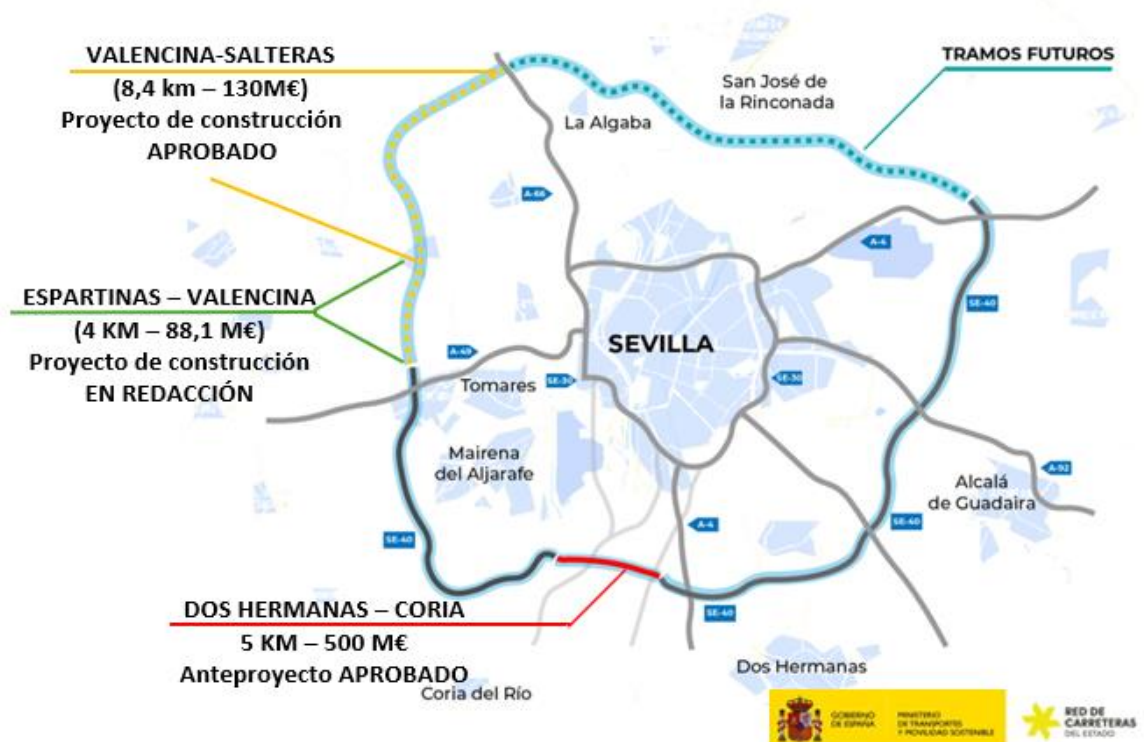 VALENCINA-SALTERAS
(8,4 km – 130M€)
Proyecto de construcción
APROBADO
TRAMOS FUTUROS
San José de
la Rinconada
La Algaba
A-66
A-4
ESPARTINAS – VALENCINA
(4 KM – 88,1 M€)
Proyecto de construcción
EN REDACCIÓN
SE-40
SEVILLA
A-49
Tomares
SE-30
SE-30
Mairena
del Aljarafe
A-92
Alcalá
de Guadaira
SE-40
A-4
SE-40
DOS HERMANAS – CORIA
5 KM – 500 M€
Anteproyecto APROBADO
SE-40
Dos Hermanas
Coria del Río
GOBIERNO
DE ESPAÑA
MINISTERIO
DE TRANSPORTES
Y MOVILIDAD SOSTENIBLE
RED DE
CARRETERAS
DEL ESTADO